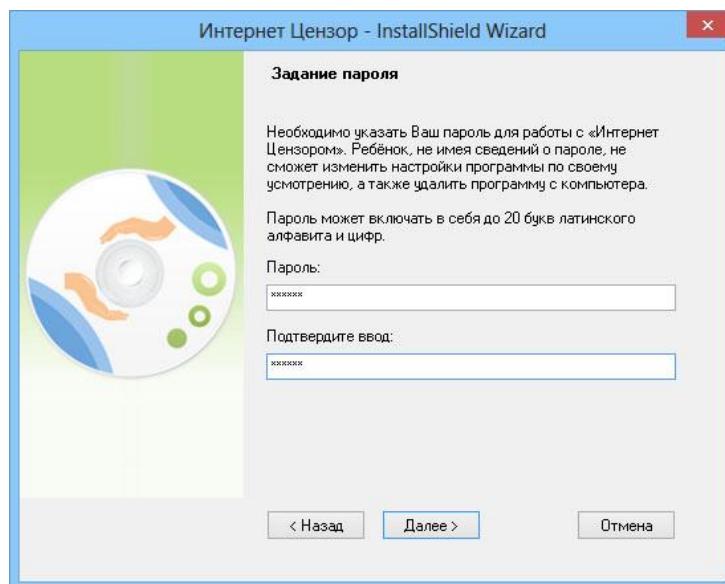 Интернет Цензор - InstallShield Wizard
Задание пароля
Необходимо указать Ваш пароль для работы с «Интернет
Цензором». Ребёнок, не имея сведений о пароле, не
сможет изменить настройки программы по своему
усмотрению, а также удалить программу с компьютера.
Пароль может включать в себя до 20 букв латинского
алфавита и цифр.
Пароль:
××××××
Подтвердите ввод:
××××××
< Назад
Далее >
Отмена